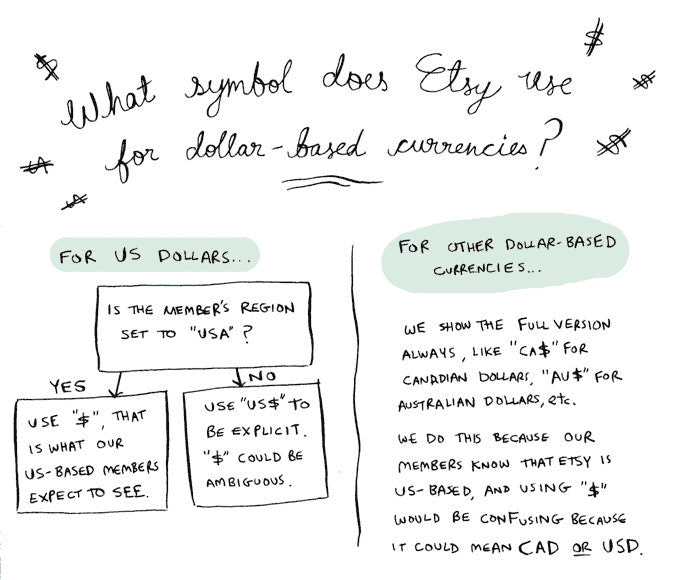 What symbol does Etsy use
for dollar-based currencies?
FOR US DOLLARS...
IS THE MEMBER'S REGION
SET TO "USA"?
YES
USE "$", THAT
IS WHAT OUR
US-BASED MEMBERS
EXPECT TO SEE.
NO
USE "US$" TO
BE EXPLICIT.
"$" COULD BE
AMBIGUOUS.
FOR OTHER DOLLAR-BASED
CURRENCIES...
WE SHOW THE FULL VERSION
ALWAYS, LIKE "CA$" FOR
CANADIAN DOLLARS, "AU$" FOR
AUSTRALIAN DOLLARS, etc.
WE DO THIS BECAUSE OUR
MEMBERS KNOW THAT ETSY IS
US-BASED, AND USING "$"
WOULD BE CONFUSING BECAUSE
IT COULD MEAN CAD OR USD.